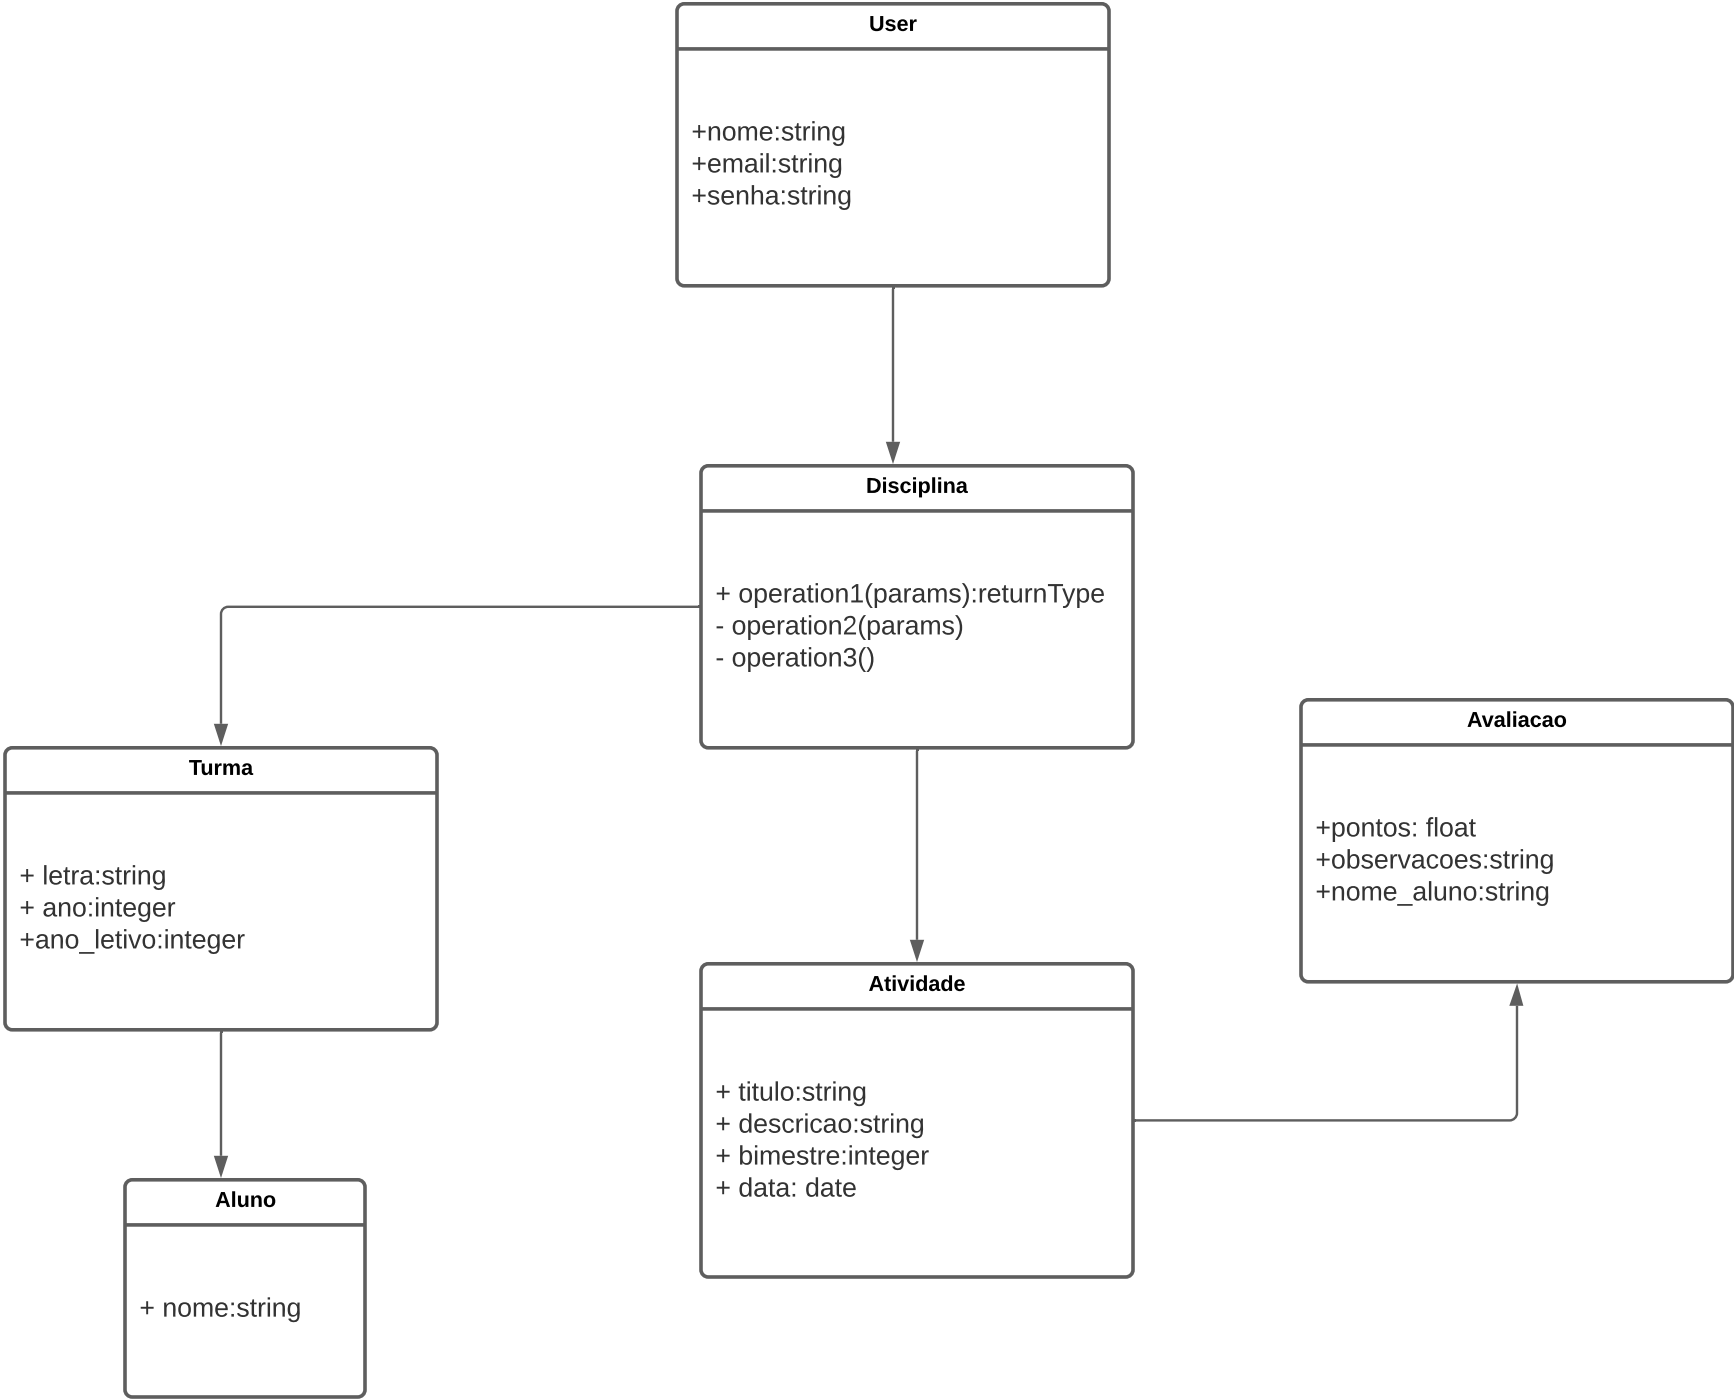 User
+nome:string
+email:string
+senha:string
Disciplina
+ operation1(params):returnType
- operation2(params)
- operation3()
Turma
+ letra:string
+ ano:integer
+ano_letivo:integer
Avaliacao
+pontos: float
+observacoes:string
+nome_aluno:string
Atividade
+ titulo:string
+ descricao:string
+ bimestre:integer
+ data: date
Aluno
+ nome:string